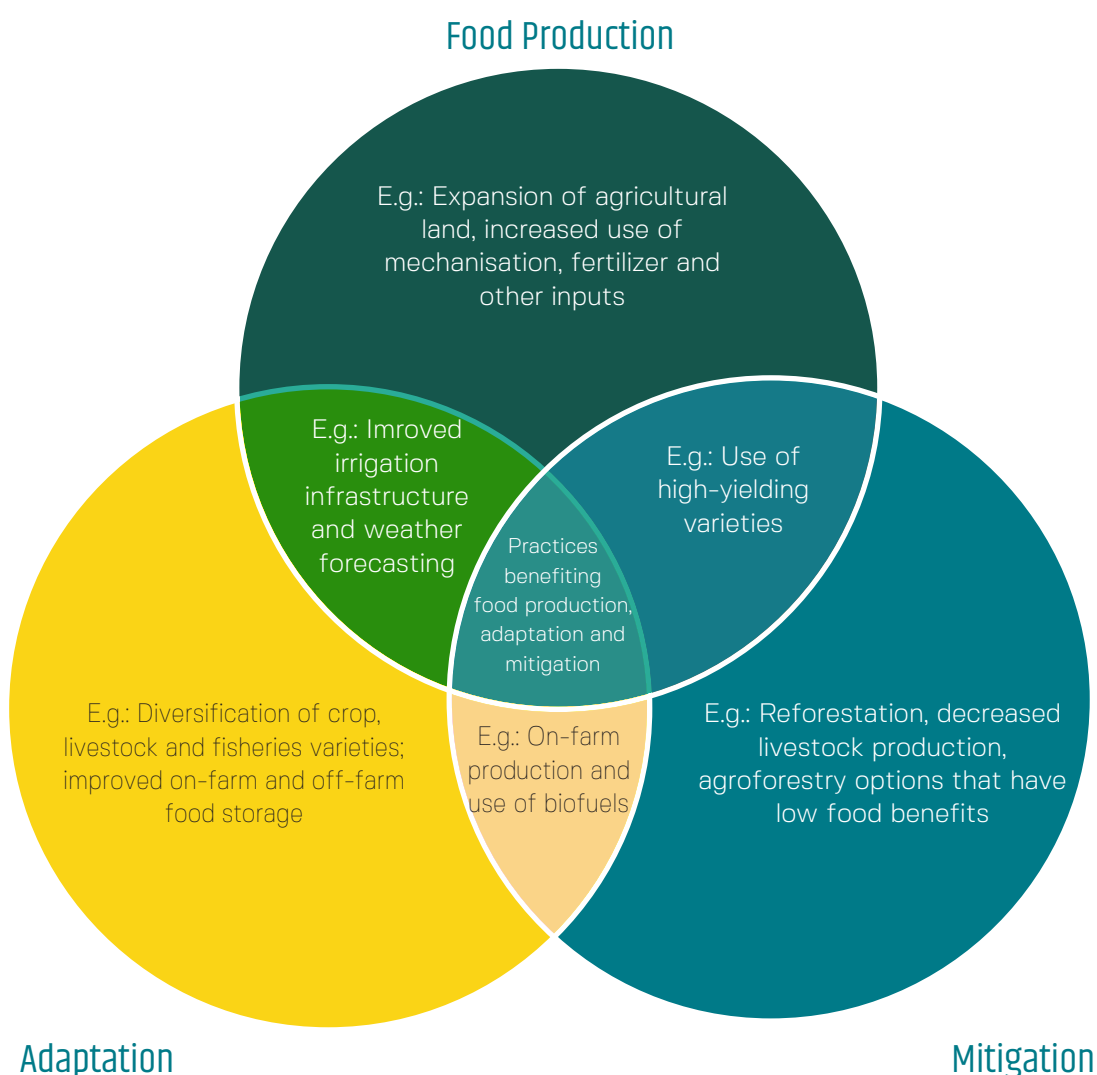 Food Production
E.g.: Expansion of agricultural
land, increased use of
mechanisation, fertilizer and
other inputs
E.g.: Imroved
irrigation
infrastructure
and weather
forecasting
E.g.: Use of
high-yielding
varieties
Practices
benefiting
food production,
adaptation and
mitigation
E.g.: Diversification of crop,
livestock and fisheries varieties;
improved on-farm and off-farm
food storage
E.g.: On-farm
production and
use of biofuels
E.g.: Reforestation, decreased
livestock production,
agroforestry options that have
low food benefits
Adaptation
Mitigation